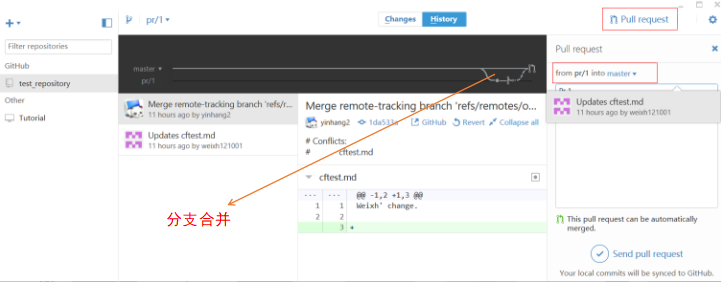 pr/1
Changes
History
Pull request
Filter repositories
GitHub
test_repository
Other
Tutorial
master
pr/1
Merge remote-tracking branch 'refs/r...
11 hours ago by yinhang2
Updates cftest.md
11 hours ago by weixh121001
Merge remote-tracking branch 'refs/remotes/o...
yinhang2
1da533a
GitHub
Revert
Collapse all
# Conflicts:
# cftest.md
cftest.md
--- --- @@ -1,2 +1,3 @@
1 1 Weixh' change.
2 2
3 +
分支合并
Pull request
from pr/1 into master
Updates cftest.md
11 hours ago by weixh121001
This pull request can be automatically
merged.
Send pull request
Your local commits will be synced to GitHub.